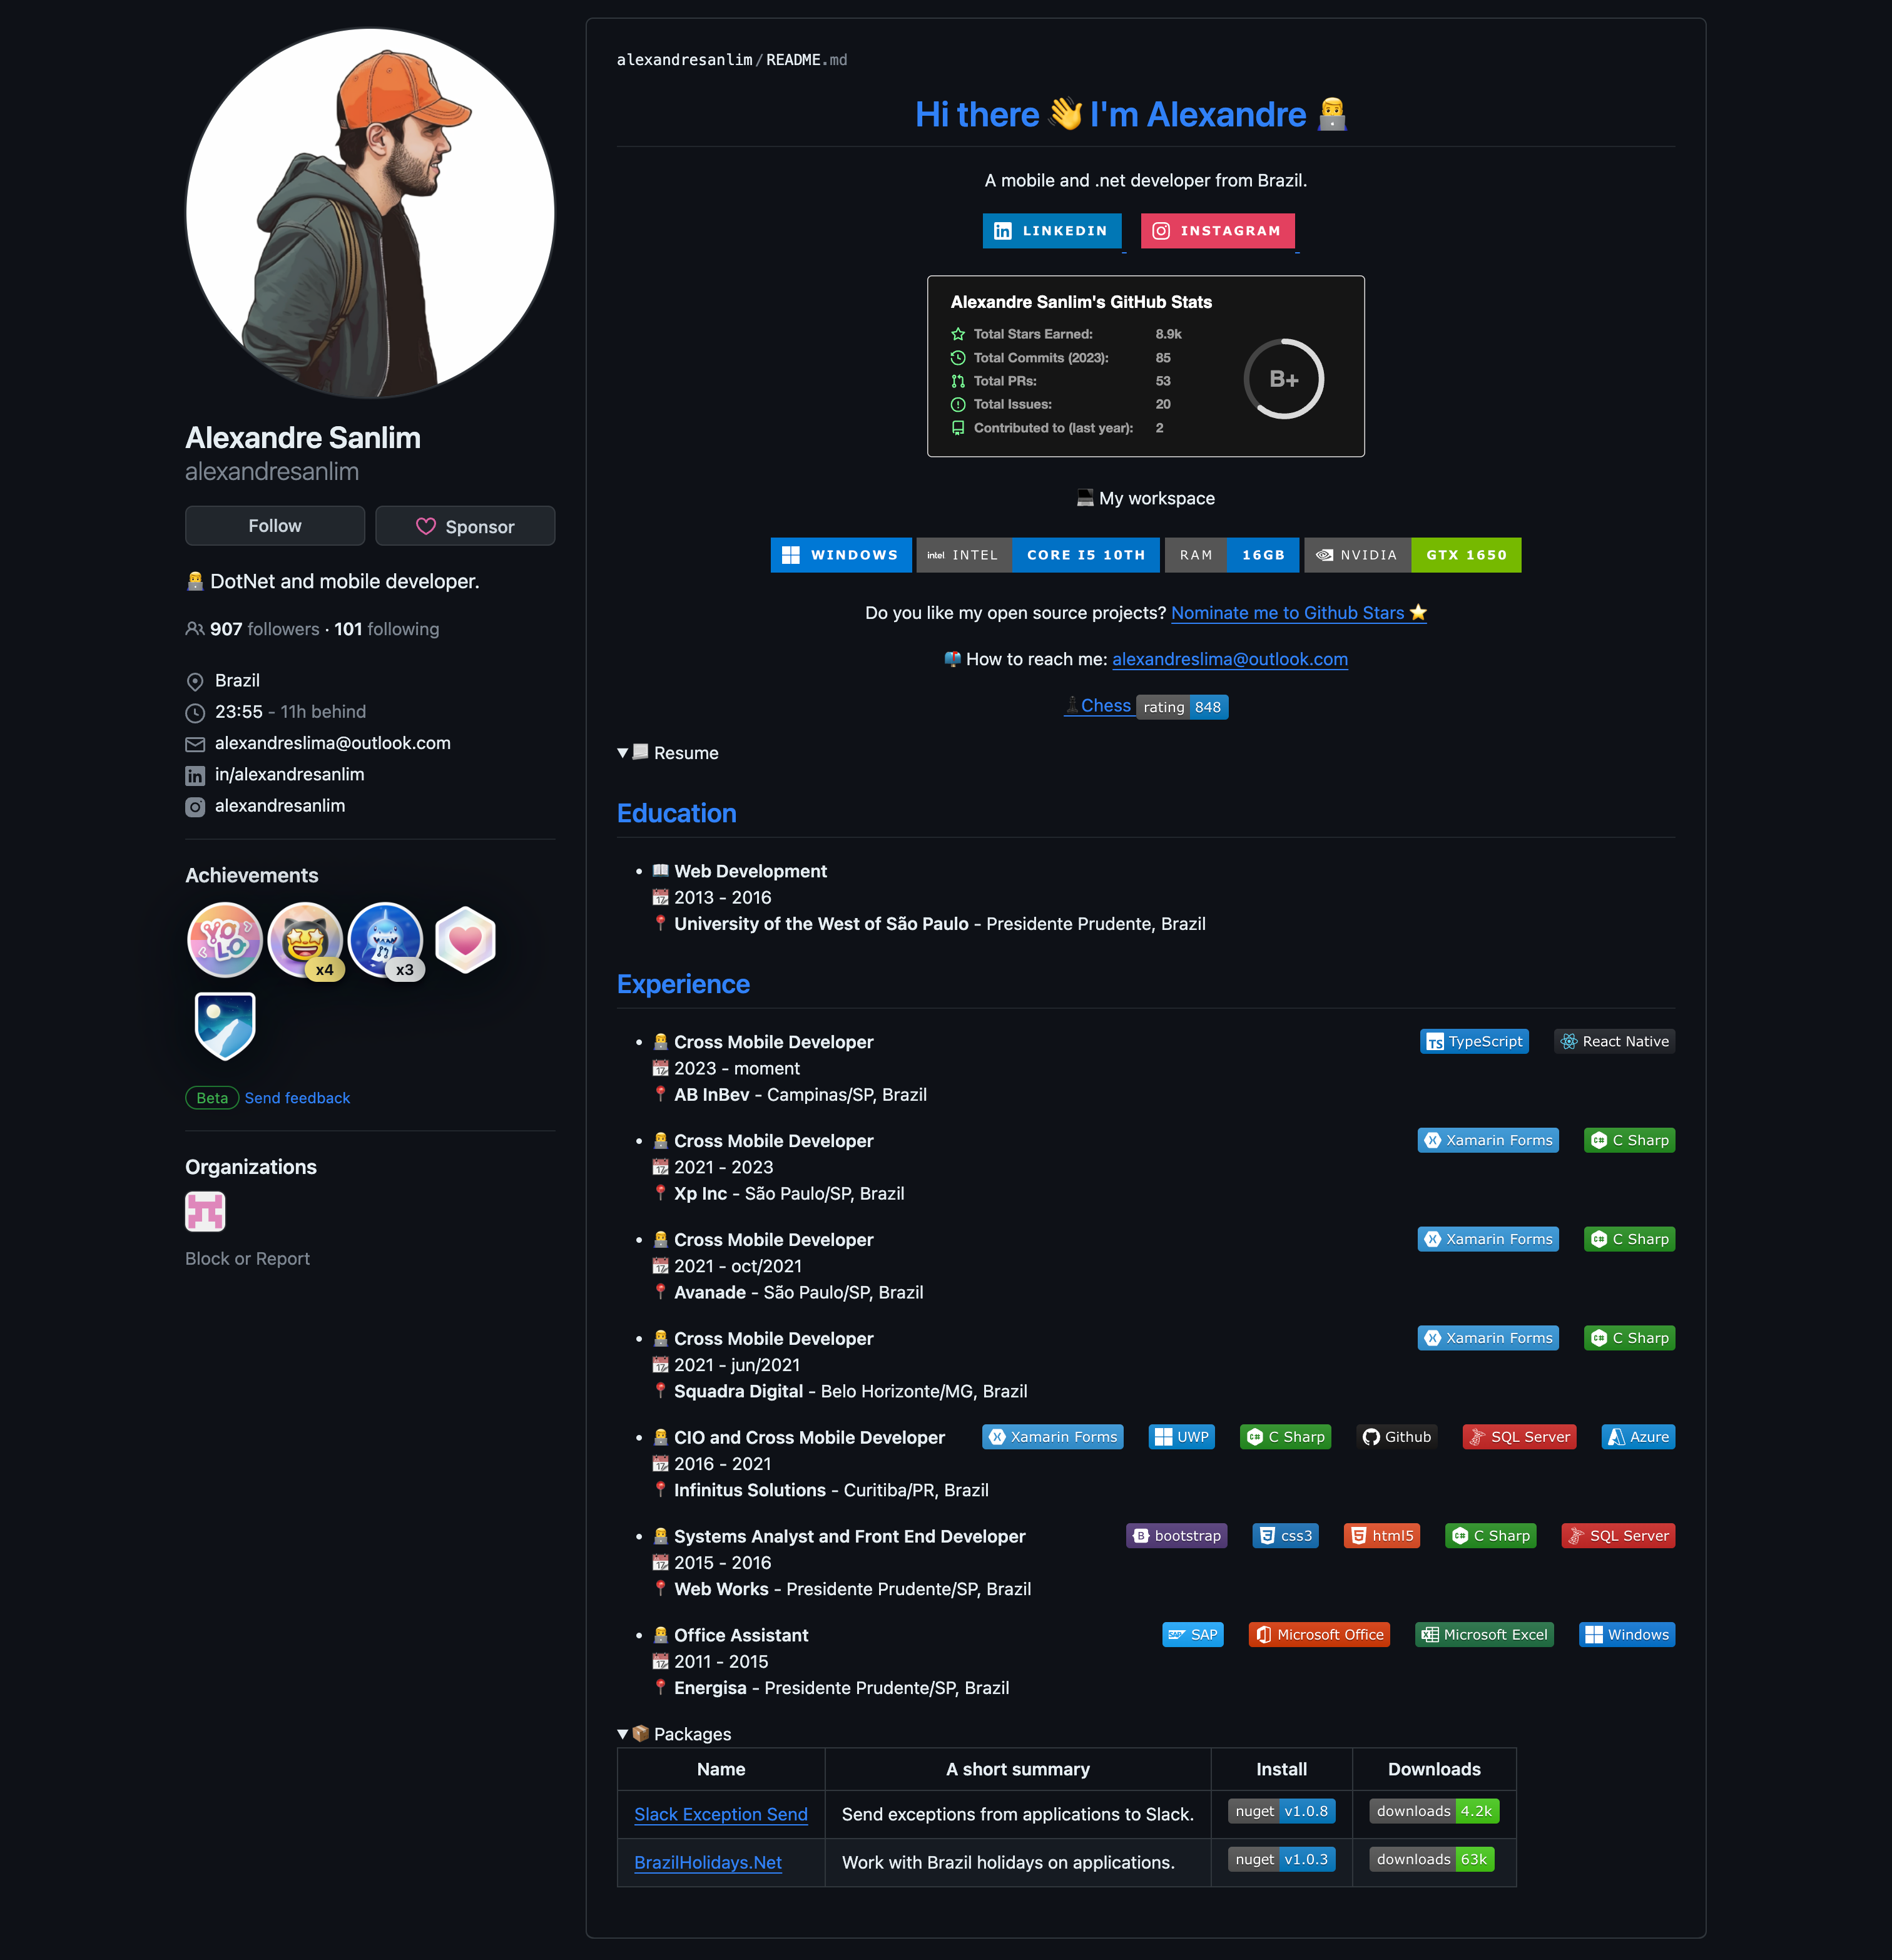 Alexandre Sanlim
alexandresanlim
Follow
Sponsor
DotNet and mobile developer.
907 followers · 101 following
Brazil
23:55 - 11h behind
alexandreslima@outlook.com
in/alexandresanlim
alexandresanlim
Achievements
YOLO
x4
x3
Beta Send feedback
Organizations
Block or Report
alexandresanlim/README.md
Hi there 👋 I'm Alexandre 👨‍💻
A mobile and .net developer from Brazil.
LINKEDIN INSTAGRAM
Alexandre Sanlim's GitHub Stats
Total Stars Earned: 8.9k
Total Commits (2023): 85
Total PRs: 53
Total Issues: 20
Contributed to (last year): 2
B+
My workspace
WINDOWS intel INTEL CORE I5 10TH RAM 16GB NVIDIA GTX 1650
Do you like my open source projects? Nominate me to Github Stars ⭐
How to reach me: alexandreslima@outlook.com
Chess rating 848
▼ Resume
Education
• Web Development
2013 - 2016
University of the West of São Paulo - Presidente Prudente, Brazil
Experience
• Cross Mobile Developer TypeScript React Native
2023 - moment
AB InBev - Campinas/SP, Brazil
• Cross Mobile Developer Xamarin Forms C Sharp
2021 - 2023
Xp Inc - São Paulo/SP, Brazil
• Cross Mobile Developer Xamarin Forms C Sharp
2021 - oct/2021
Avanade - São Paulo/SP, Brazil
• Cross Mobile Developer Xamarin Forms C Sharp
2021 - jun/2021
Squadra Digital - Belo Horizonte/MG, Brazil
• CIO and Cross Mobile Developer Xamarin Forms UWP C Sharp Github SQL Server Azure
2016 - 2021
Infinitus Solutions - Curitiba/PR, Brazil
• Systems Analyst and Front End Developer bootstrap css3 html5 C Sharp SQL Server
2015 - 2016
Web Works - Presidente Prudente/SP, Brazil
• Office Assistant SAP Microsoft Office Microsoft Excel Windows
2011 - 2015
Energisa - Presidente Prudente/SP, Brazil
▼ Packages
Name A short summary Install Downloads
Slack Exception Send Send exceptions from applications to Slack. nuget v1.0.8 downloads 4.2k
BrazilHolidays.Net Work with Brazil holidays on applications. nuget v1.0.3 downloads 63k